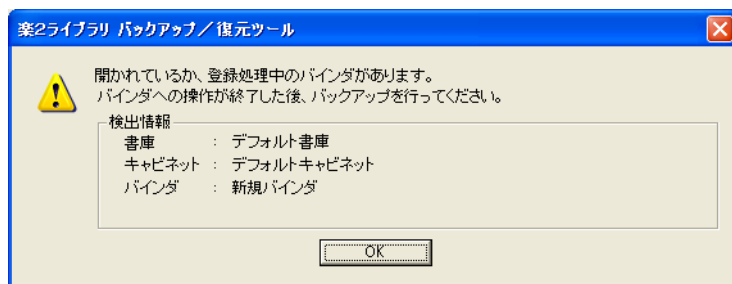 楽2ライブラリ バックアップ／復元ツール
開かれているか、登録処理中のバインダがあります。
バインダへの操作が終了した後、バックアップを行ってください。
検出情報
書庫 : デフォルト書庫
キャビネット : デフォルトキャビネット
バインダ : 新規バインダ
OK